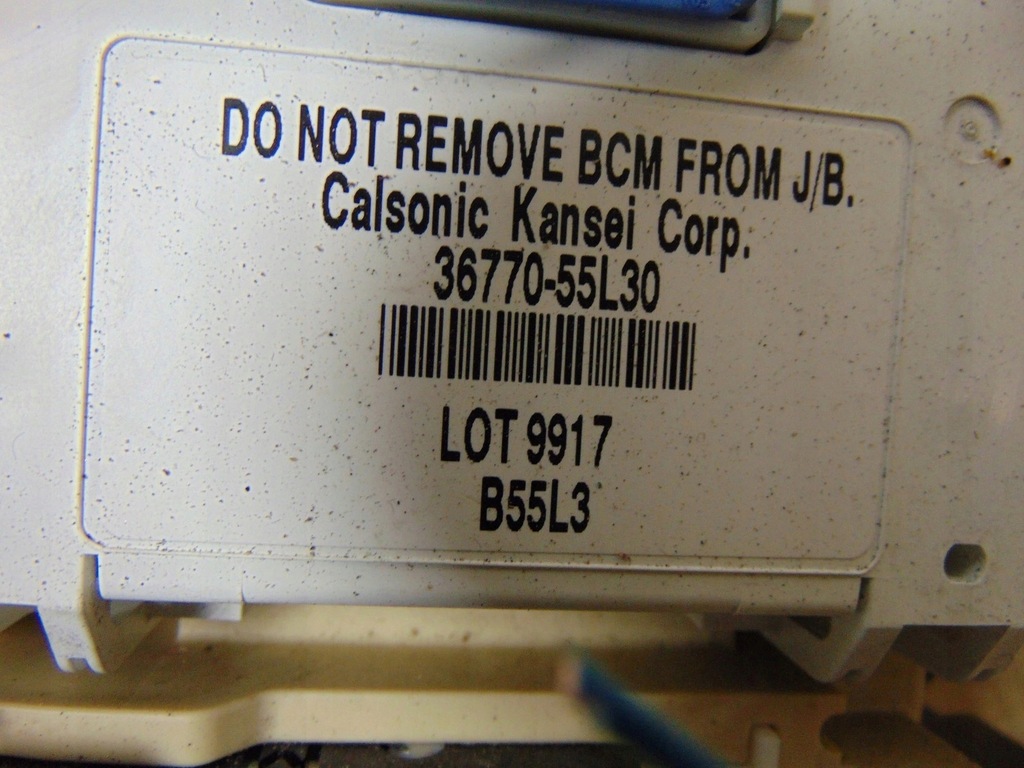 DO NOT REMOVE BCM FROM J/B.
Calsonic Kansei Corp.
36770-55L30
LOT 9917
B55L3